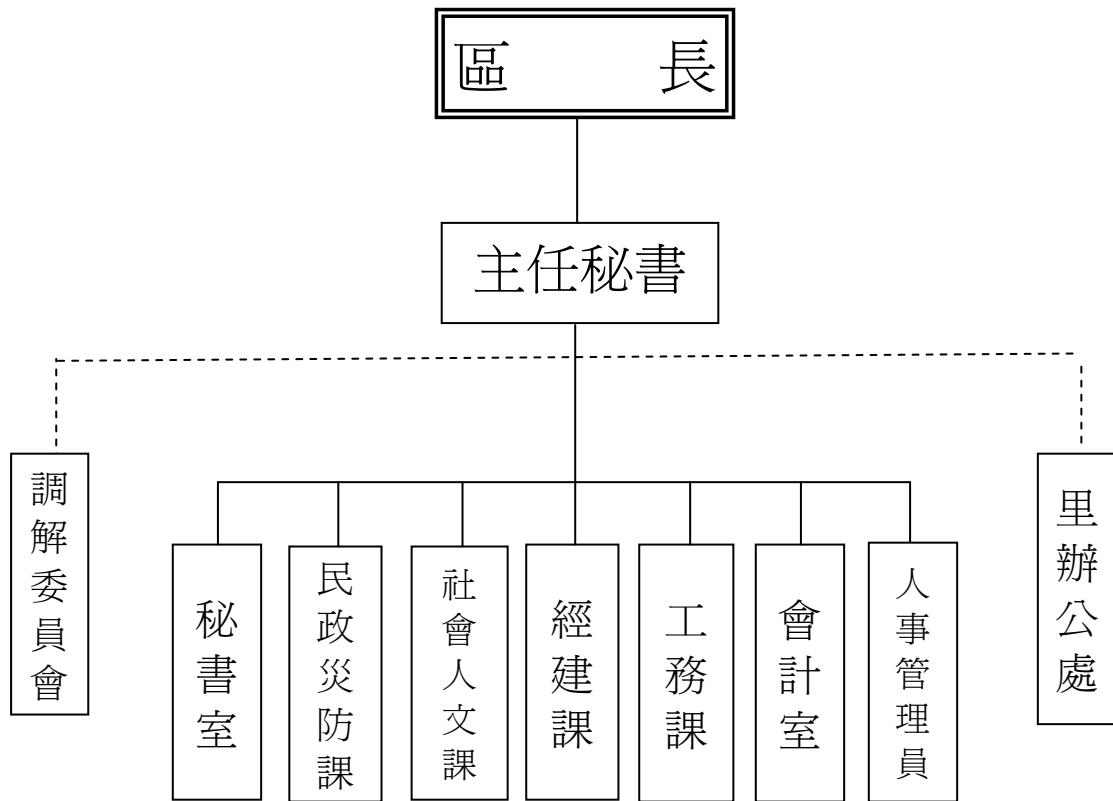 區　　長
主任秘書
調解委員會
秘書室
民政災防課
社會人文課
經建課
工務課
會計室
人事管理員
里辦公處